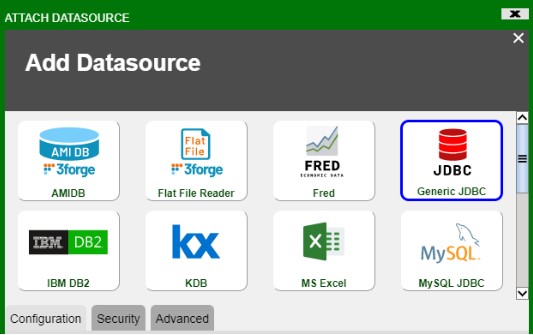 ATTACH DATASOURCE
Add Datasource
AMI DB
3forge
AMIDB
Flat
File
3forge
Flat File Reader
FRED
ECONOMIC DATA
Fred
JDBC
Generic JDBC
IBM DB2
IBM DB2
kx
KDB
X
MS Excel
MySQL
MySQL JDBC
Configuration
Security
Advanced